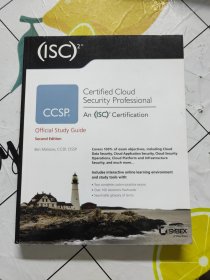 (ISC)²
CCSP.
Certified Cloud
Security Professional
An (ISC)² Certification
Official Study Guide
Second Edition
Ben Malisow, CCSP, CISSP
Covers 100% of exam objectives, including Cloud
Data Security, Cloud Application Security, Cloud Security
Operations, Cloud Platform and Infrastructure
Security, and much more...
Includes interactive online learning environment
and study tools with:
SYBEX